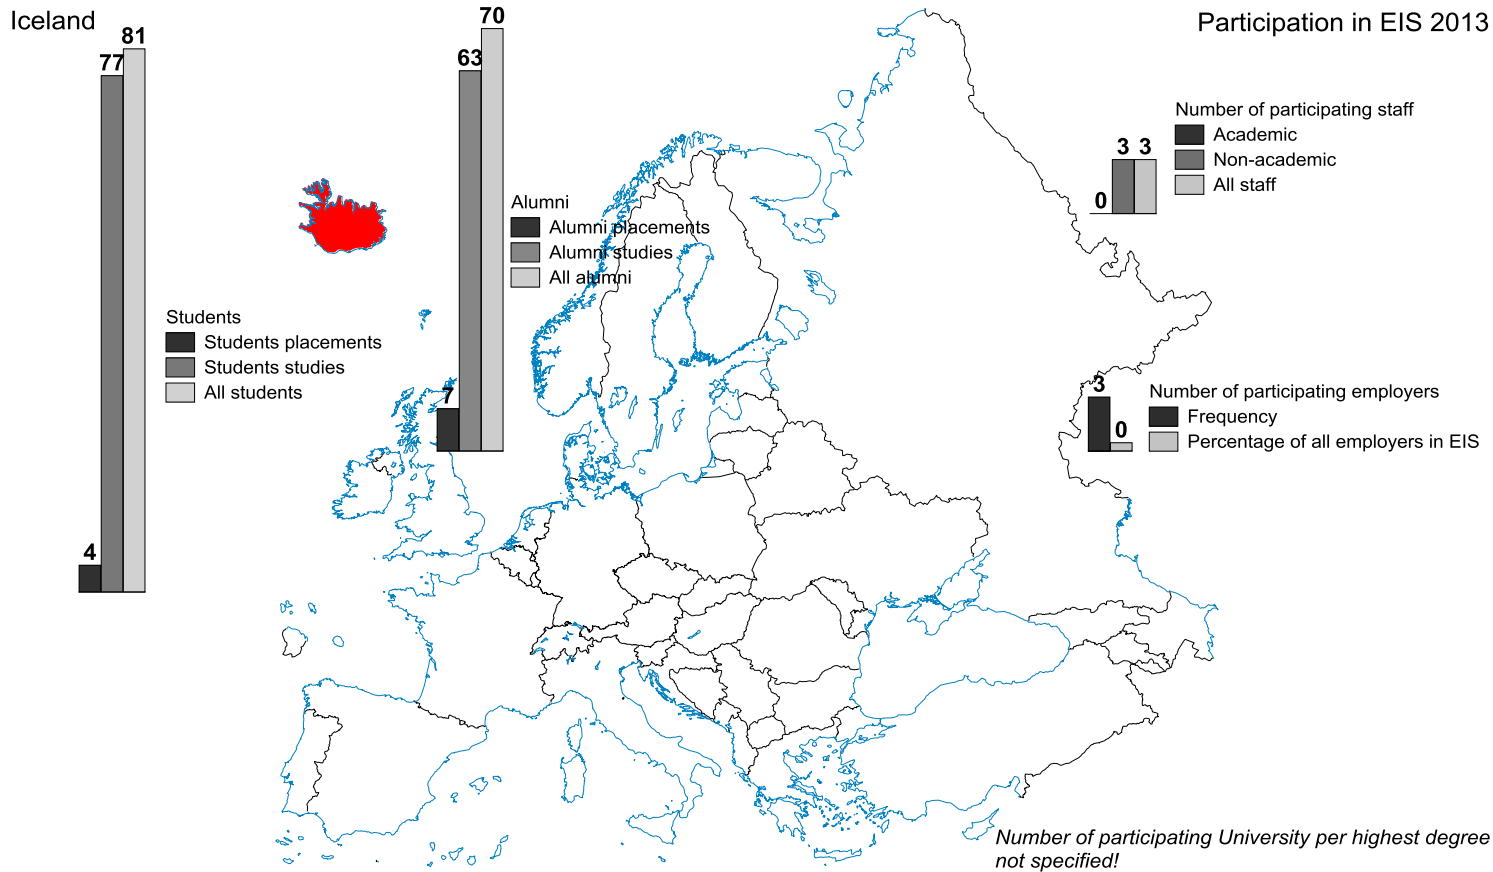 Iceland
Participation in EIS 2013
4
77
81
Students
Students placements
Students studies
All students
7
63
70
Alumni
Alumni placements
Alumni studies
All alumni
0
3
3
Number of participating staff
Academic
Non-academic
All staff
3
0
Number of participating employers
Frequency
Percentage of all employers in EIS
Number of participating University per highest degree
not specified!